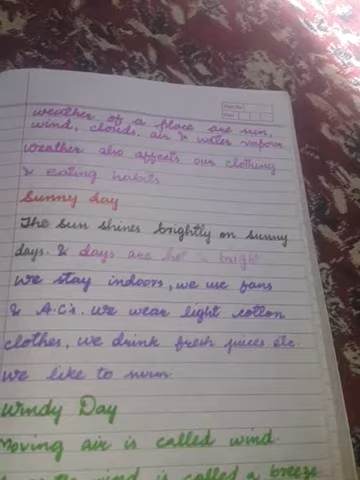 weather of a place are sun,
wind, clouds, air & water vapour
weather also affects our clothing
& eating habits
Sunny day
The sun shines brightly on sunny
days. & days are hot & bright
we stay indoors, we use fans
& A.C's. we wear light cotton
clothes, we drink fresh juices etc.
we like to swim
Windy Day
Moving air is called wind
wind is called a breeze